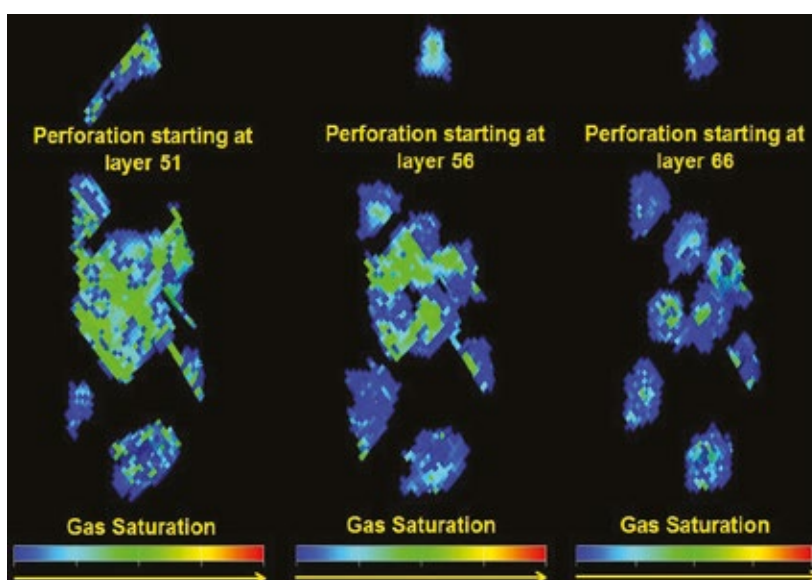 Perforation starting at
layer 51
Perforation starting at
layer 56
Perforation starting at
layer 66
Gas Saturation
Gas Saturation
Gas Saturation